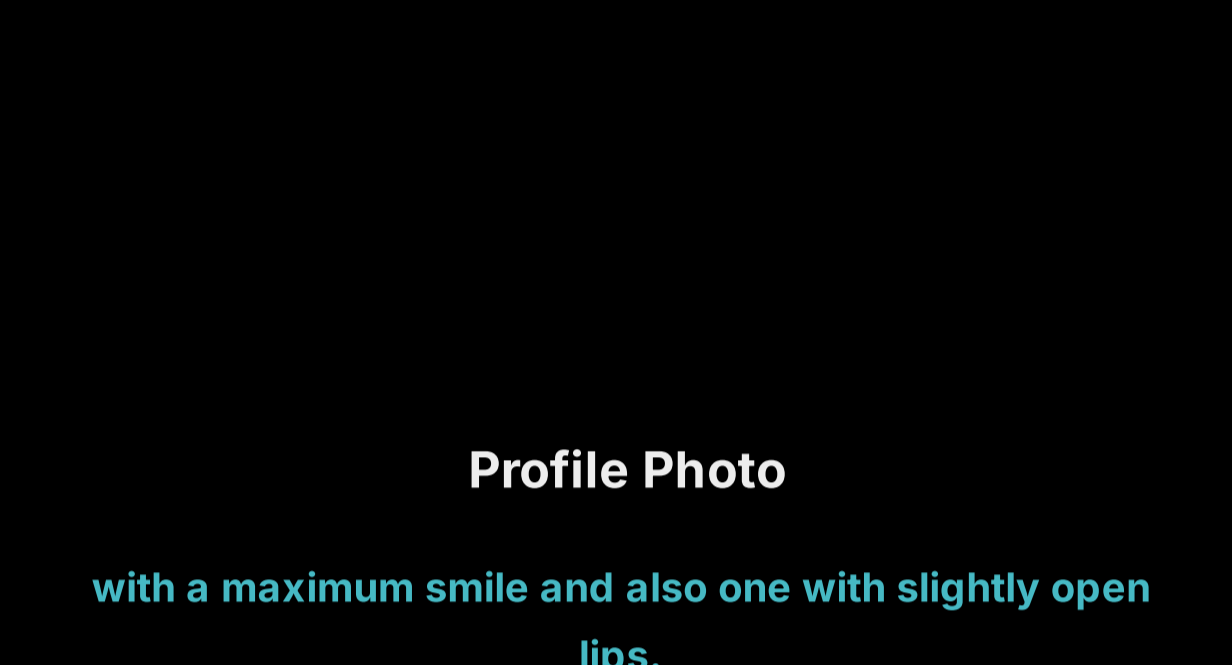 Profile Photo
with a maximum smile and also one with slightly open
lips.